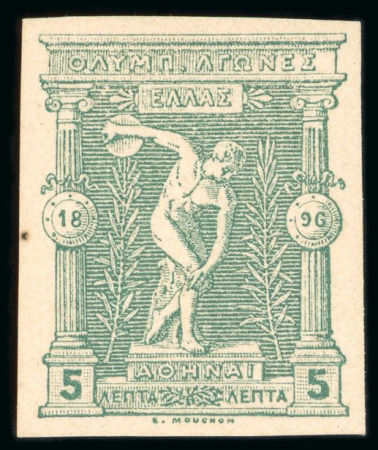 ΟΛΥΜΠ. ΑΓΩΝΕΣ
ΕΛΛΑΣ
18 96
ΑΘΗΝΑΙ
5 ΛΕΠΤΑ ΛΕΠΤΑ 5
E. MOUCHON